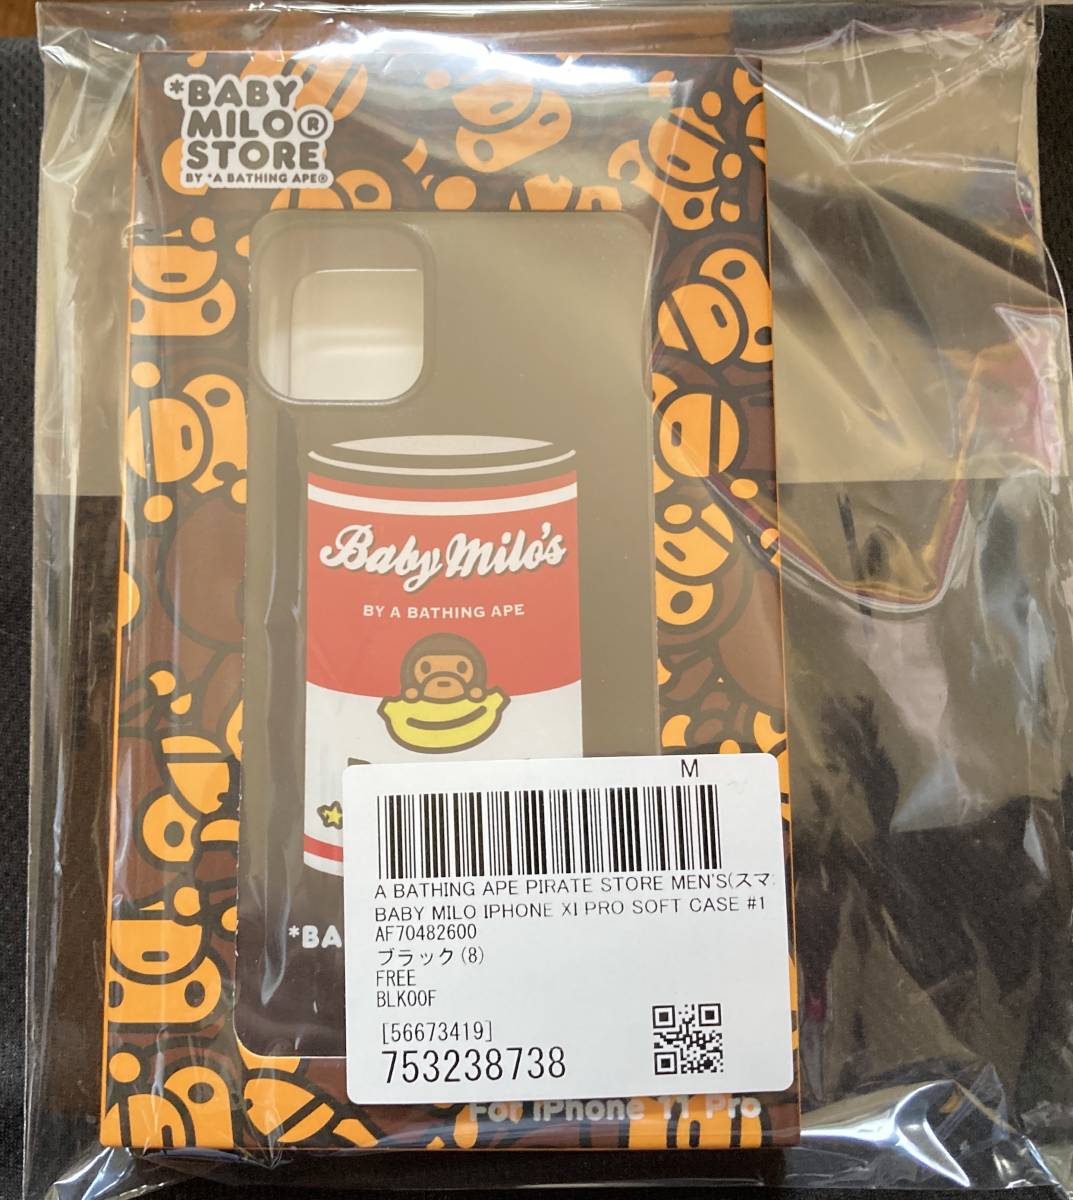 *BABY
MILO®
STORE
BY *A BATHING APE®
Baby Milo's
BY A BATHING APE
M
A BATHING APE PIRATE STORE MEN'S(スマ
BABY MILO IPHONE XI PRO SOFT CASE #1
AF70482600
*BA
ブラック(8)
FREE
BLK00F
[56673419]
753238738
For iPhone 11 Pro